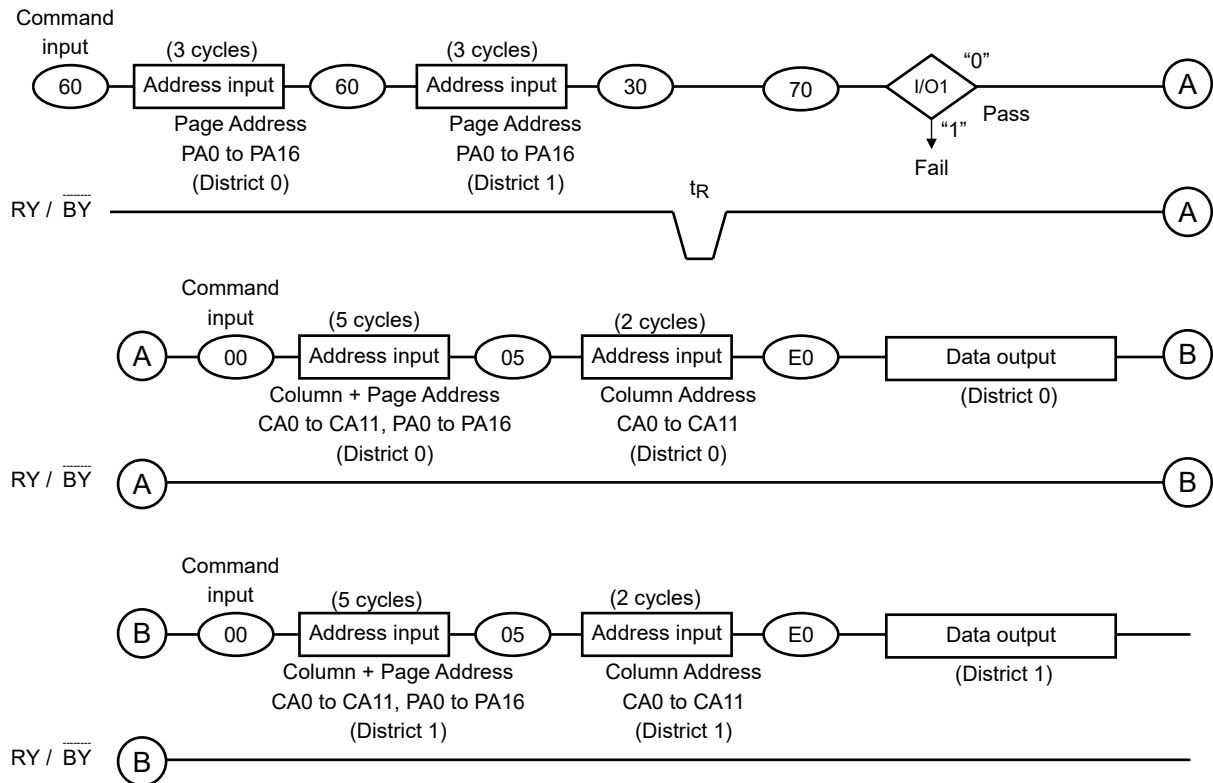 Command
input
(3 cycles)
(3 cycles)
60
Address input
60
Address input
30
70
I/O1
“0”
Pass
“1”
Fail
A
Page Address
PA0 to PA16
(District 0)
Page Address
PA0 to PA16
(District 1)
RY / BY
tR
A
Command
input
(5 cycles)
(2 cycles)
A
00
Address input
05
Address input
E0
Data output
B
Column + Page Address
CA0 to CA11, PA0 to PA16
(District 0)
Column Address
CA0 to CA11
(District 0)
(District 0)
RY / BY
A
B
Command
input
(5 cycles)
(2 cycles)
B
00
Address input
05
Address input
E0
Data output
Column + Page Address
CA0 to CA11, PA0 to PA16
(District 1)
Column Address
CA0 to CA11
(District 1)
(District 1)
RY / BY
B